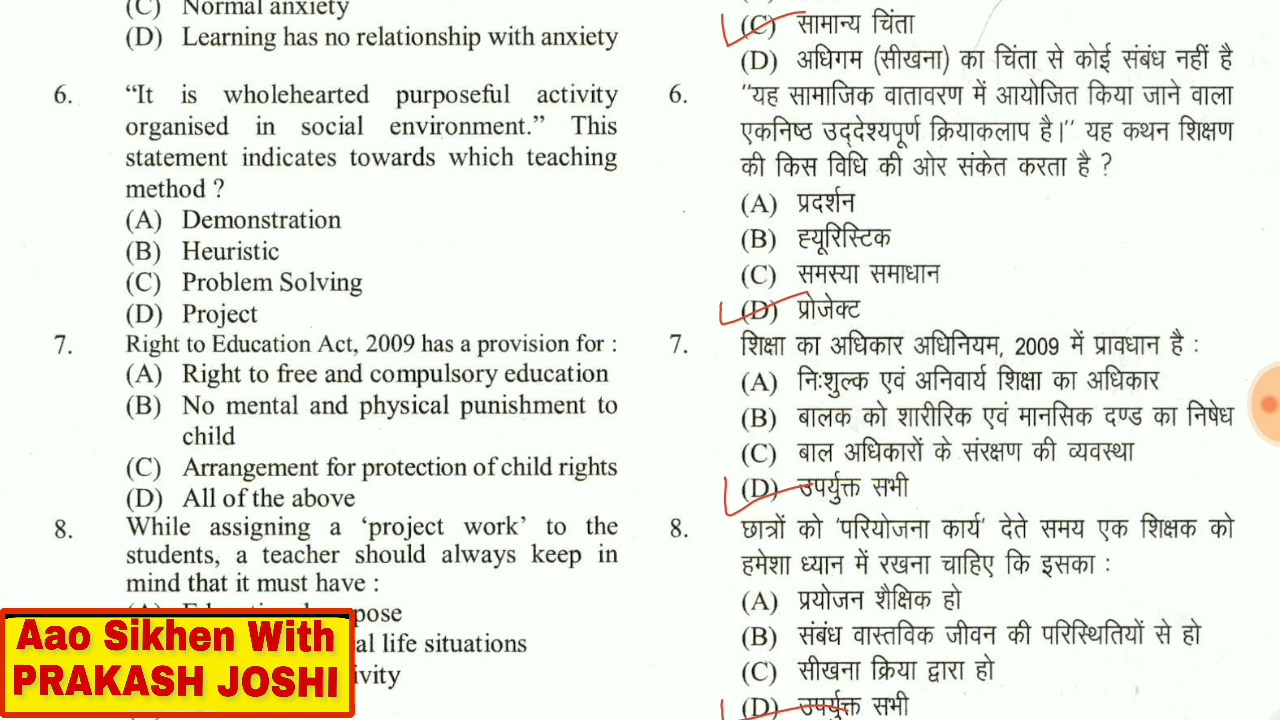 (C) Normal anxiety
(D) Learning has no relationship with anxiety
6. “It is wholehearted purposeful activity
organised in social environment.” This
statement indicates towards which teaching
method ?
(A) Demonstration
(B) Heuristic
(C) Problem Solving
(D) Project
7. Right to Education Act, 2009 has a provision for :
(A) Right to free and compulsory education
(B) No mental and physical punishment to
child
(C) Arrangement for protection of child rights
(D) All of the above
8. While assigning a ‘project work’ to the
students, a teacher should always keep in
mind that it must have :
pose
al life situations
ivity
Aao Sikhen With
PRAKASH JOSHI
(C) सामान्य चिंता
(D) अधिगम (सीखना) का चिंता से कोई संबंध नहीं है
6. “यह सामाजिक वातावरण में आयोजित किया जाने वाला
एकनिष्ठ उद्देश्यपूर्ण क्रियाकलाप है।” यह कथन शिक्षण
की किस विधि की ओर संकेत करता है ?
(A) प्रदर्शन
(B) ह्यूरिस्टिक
(C) समस्या समाधान
(D) प्रोजेक्ट
7. शिक्षा का अधिकार अधिनियम, 2009 में प्रावधान है :
(A) निःशुल्क एवं अनिवार्य शिक्षा का अधिकार
(B) बालक को शारीरिक एवं मानसिक दण्ड का निषेध
(C) बाल अधिकारों के संरक्षण की व्यवस्था
(D) उपर्युक्त सभी
8. छात्रों को ‘परियोजना कार्य’ देते समय एक शिक्षक को
हमेशा ध्यान में रखना चाहिए कि इसका :
(A) प्रयोजन शैक्षिक हो
(B) संबंध वास्तविक जीवन की परिस्थितियों से हो
(C) सीखना क्रिया द्वारा हो
(D) उपर्युक्त सभी